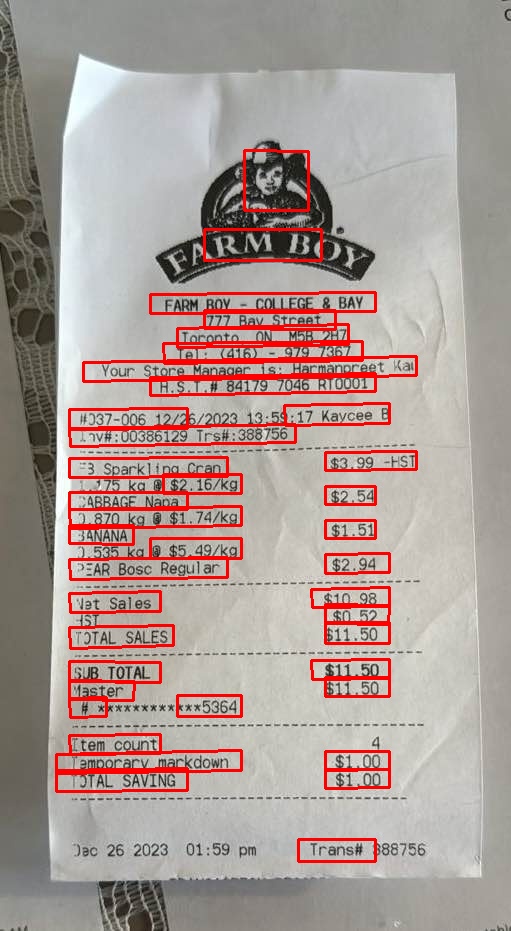 FARM BOY
FARM BOY - COLLEGE & BAY
777 Bay Street
Toronto ON M5B 2H7
Tel: (416) - 979 7367
Your Store Manager is: Harmanpreet Kau
H.S.T.# 84179 7046 RT0001
#037-006 12/26/2023 13:59:17 Kaycee B
Inv#:00386129 Trs#:388756
FB Sparkling Cran $3.99 -HST
1.175 kg @ $2.16/kg
CABBAGE Napa $2.54
0.870 kg @ $1.74/kg
BANANA $1.51
0.535 kg @ $5.49/kg
PEAR Bosc Regular $2.94
Net Sales $10.98
HST $0.52
TOTAL SALES $11.50
SUB TOTAL $11.50
Master $11.50
# ************5364
Item count 4
Temporary markdown $1.00
TOTAL SAVING $1.00
Dec 26 2023 01:59 pm Trans# 388756